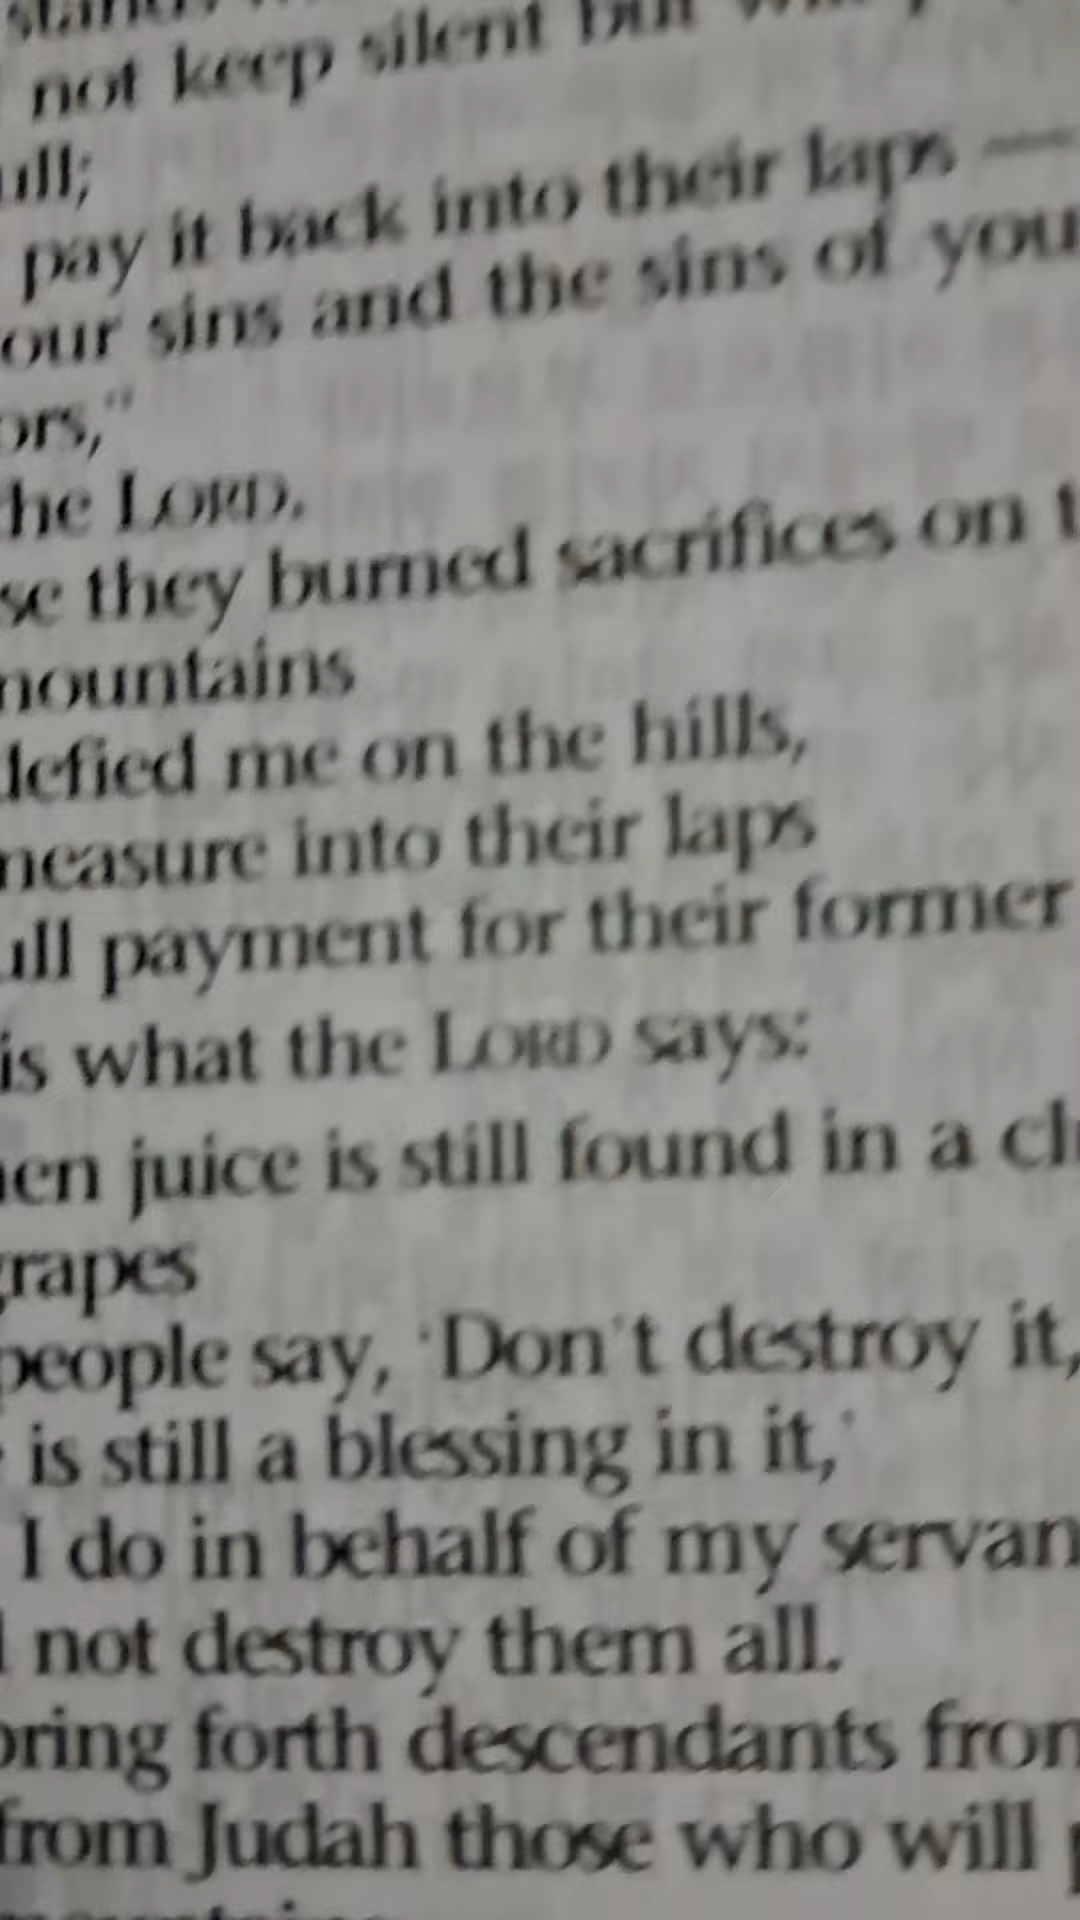 not keep silent but
ull;
pay it back into their laps —
our sins and the sins of you
ors,"
he LORD.
se they burned sacrifices on t
mountains
defied me on the hills,
measure into their laps
ull payment for their former
is what the LORD says:
en juice is still found in a cl
grapes
people say, 'Don't destroy it,
is still a blessing in it,'
I do in behalf of my servan
not destroy them all.
bring forth descendants from
from Judah those who will p